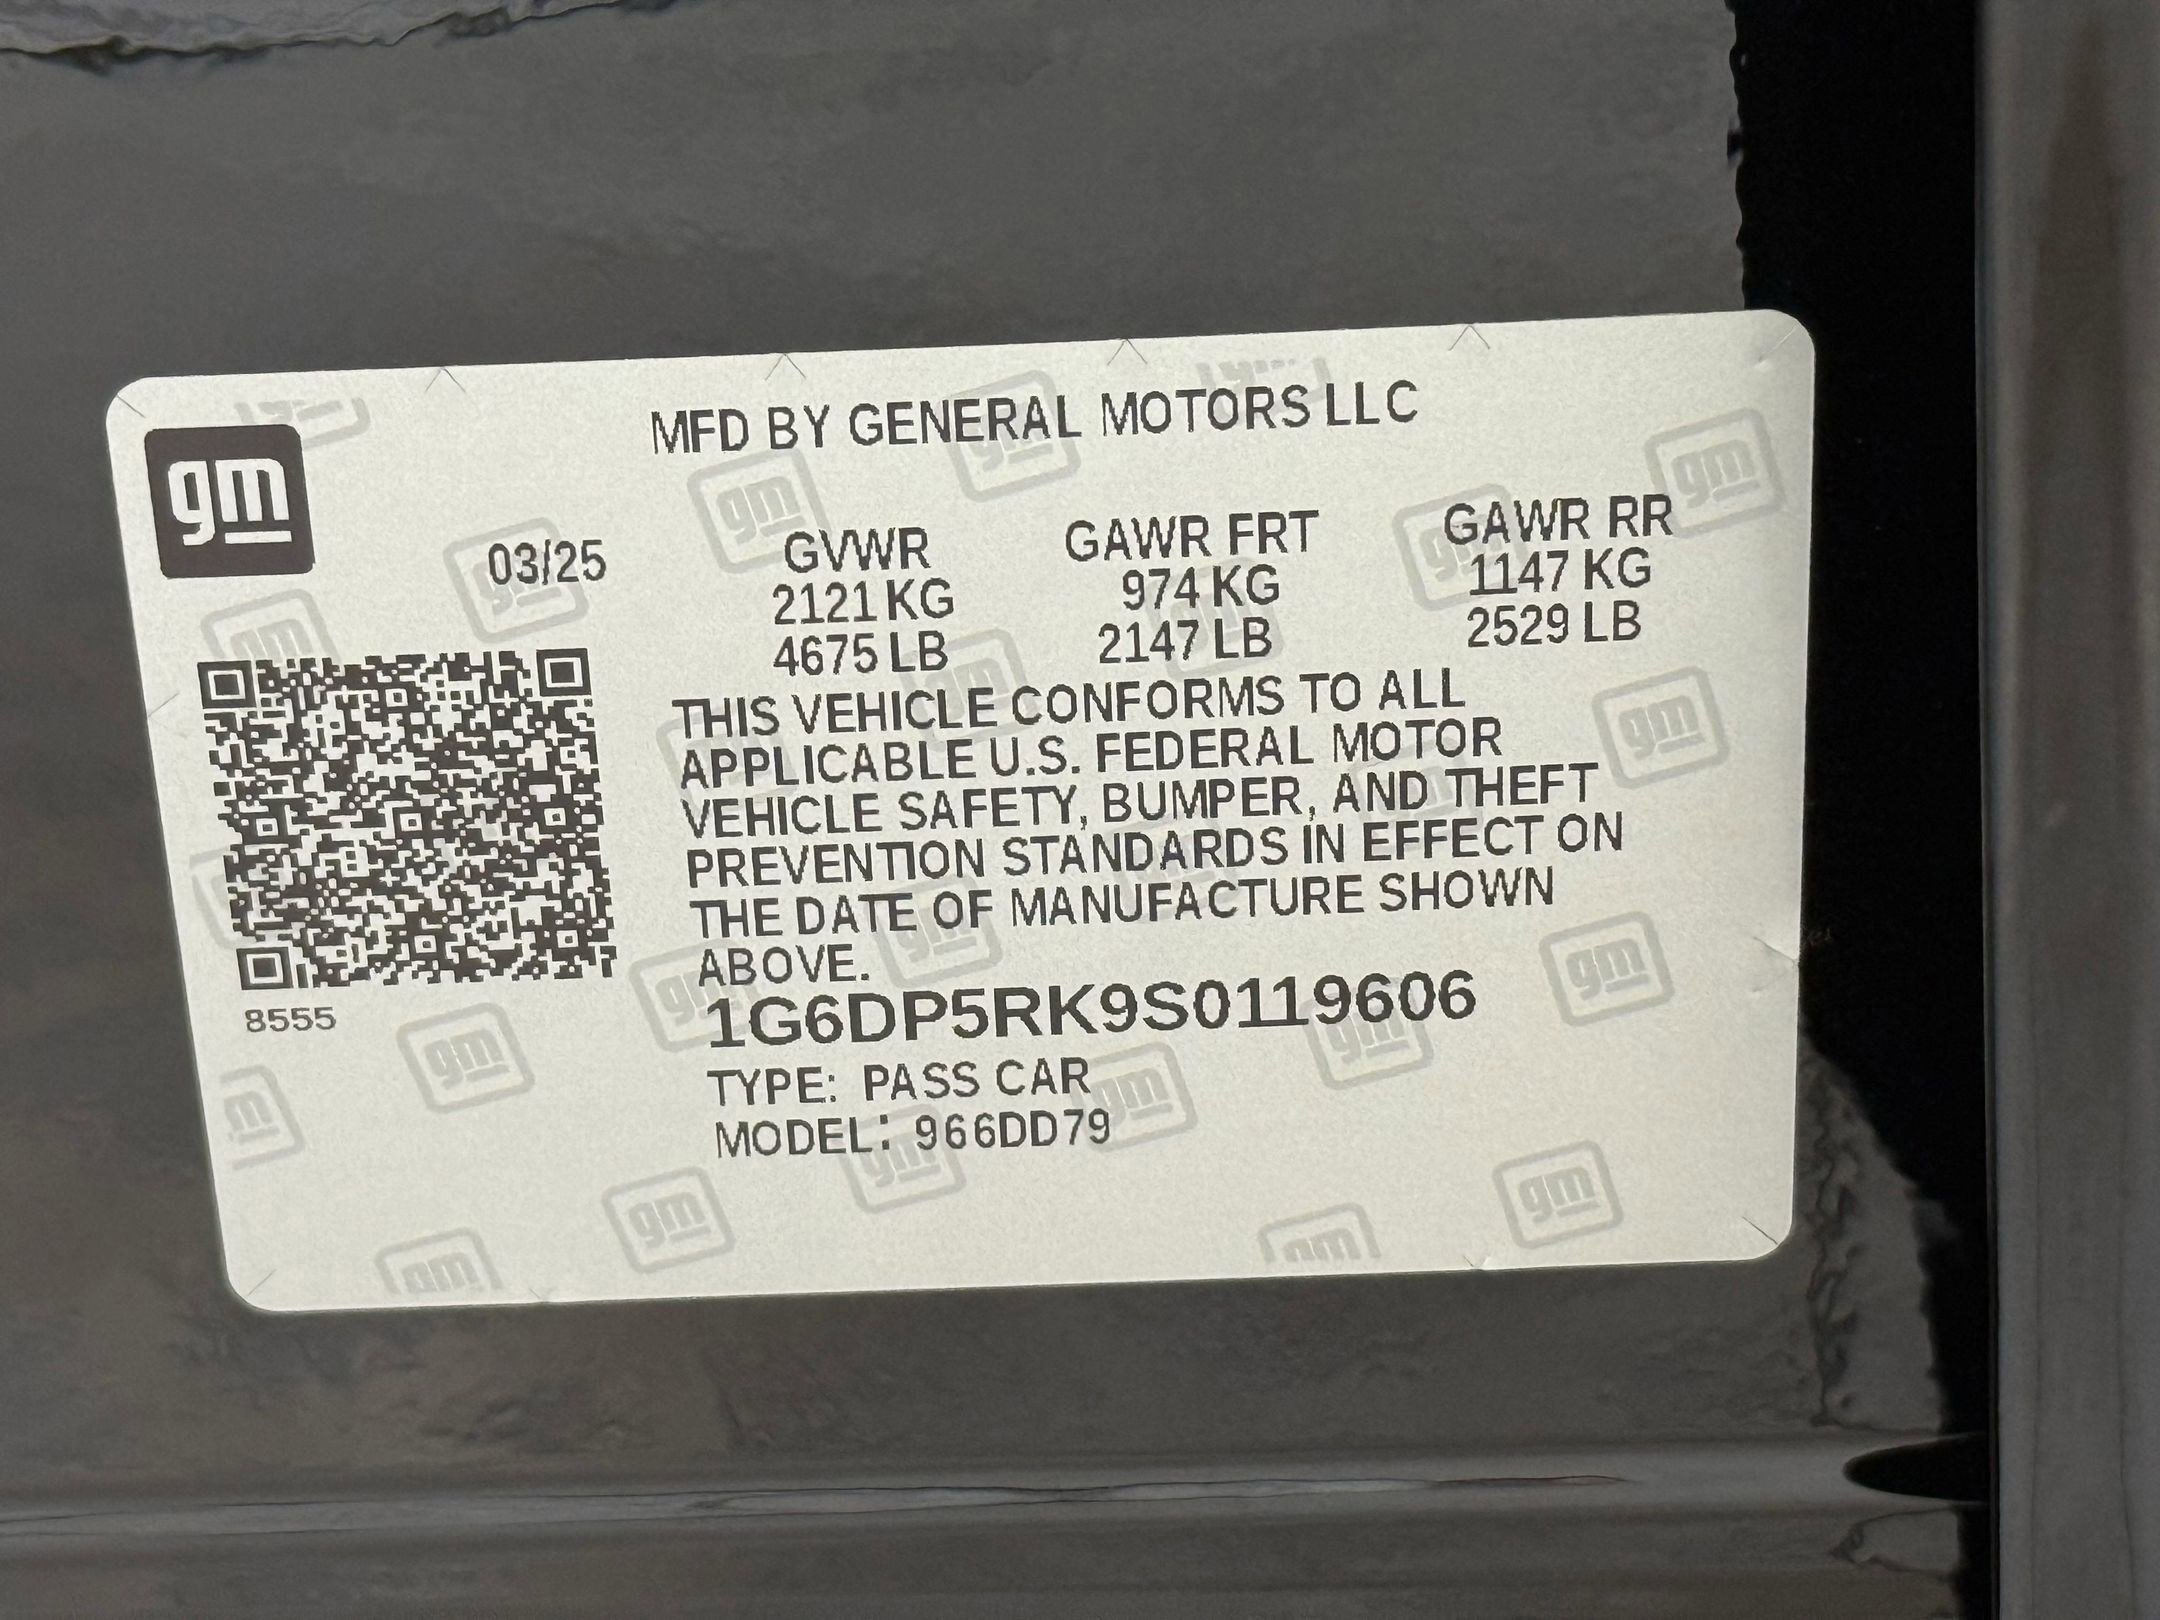 gm
MFD BY GENERAL MOTORS LLC
03/25
GVWR GAWR FRT GAWR RR
2121 KG 974 KG 1147 KG
4675 LB 2147 LB 2529 LB
THIS VEHICLE CONFORMS TO ALL
APPLICABLE U.S. FEDERAL MOTOR
VEHICLE SAFETY, BUMPER, AND THEFT
PREVENTION STANDARDS IN EFFECT ON
THE DATE OF MANUFACTURE SHOWN
ABOVE.
8555
1G6DP5RK9S0119606
TYPE: PASS CAR
MODEL: 966DD79